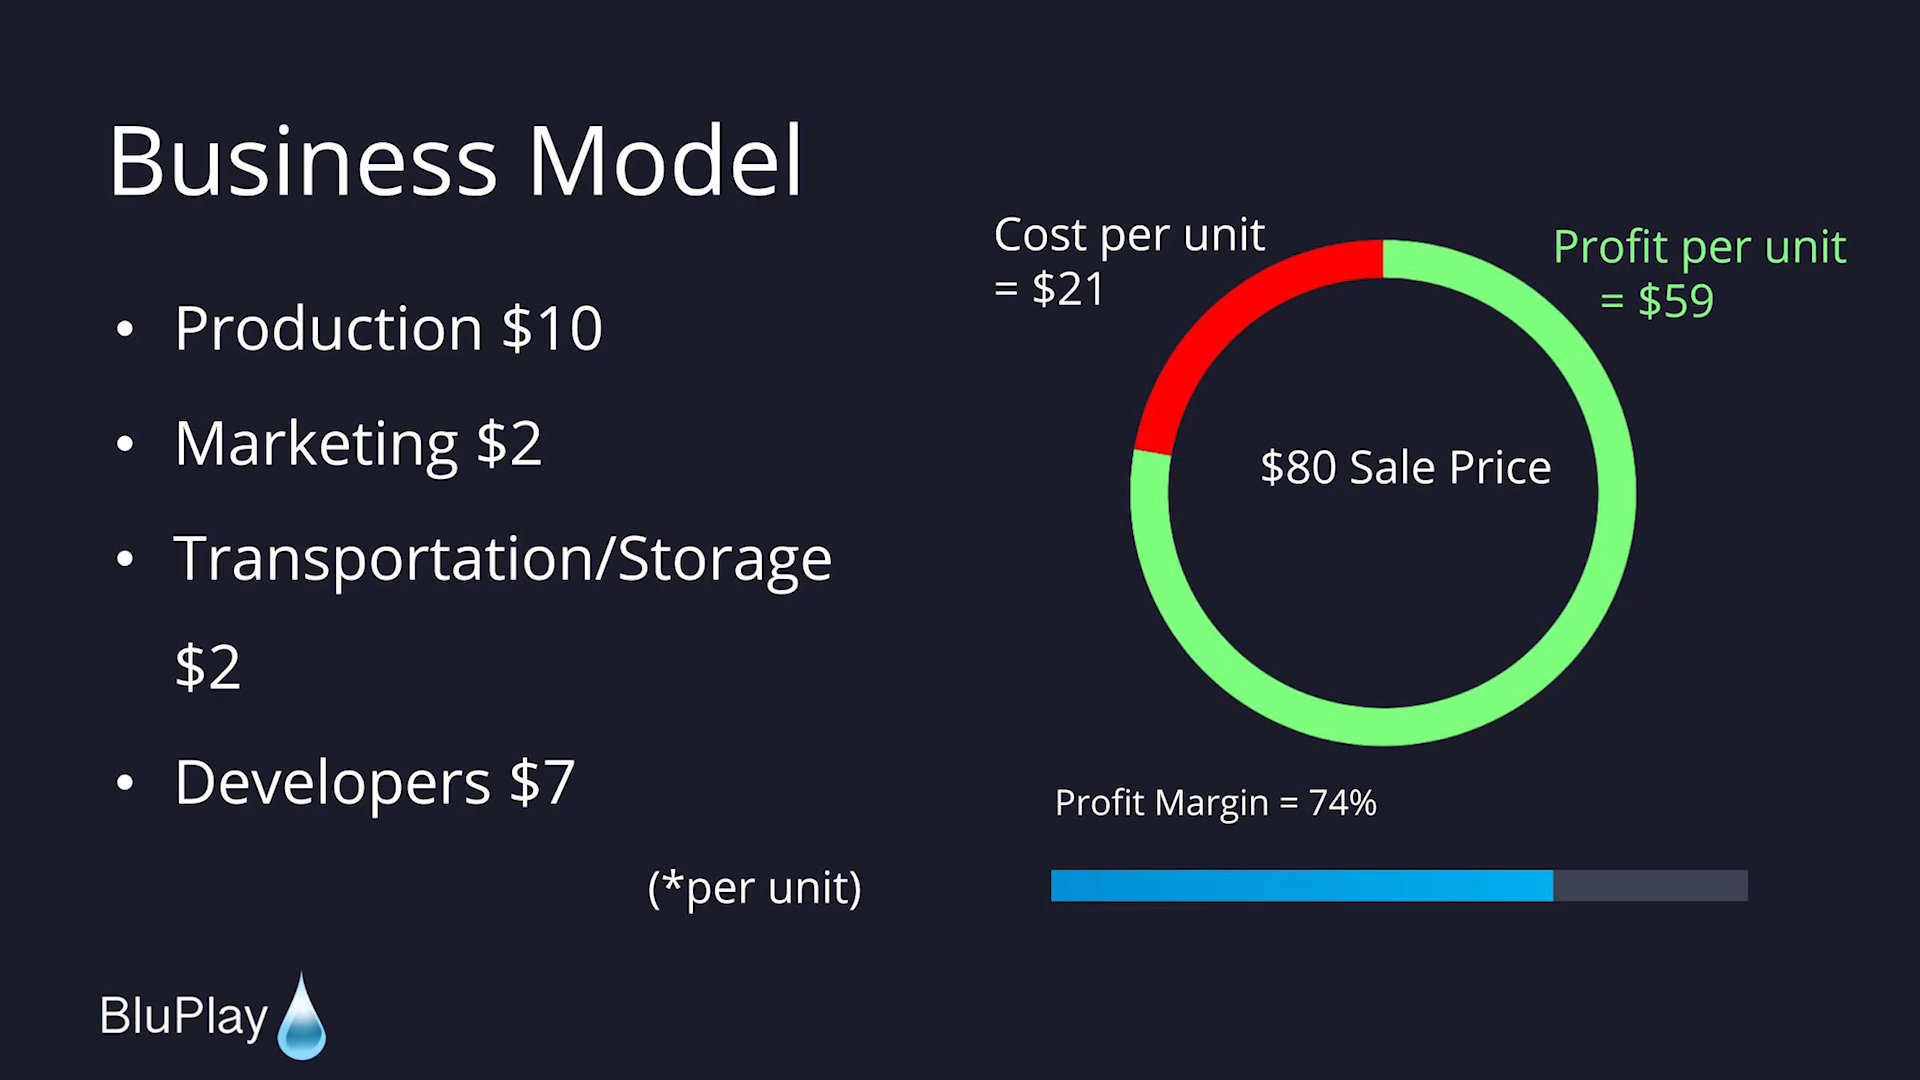 Business Model
• Production $10
• Marketing $2
• Transportation/Storage
$2
• Developers $7
(*per unit)
Cost per unit
= $21
Profit per unit
= $59
$80 Sale Price
Profit Margin = 74%
BluPlay